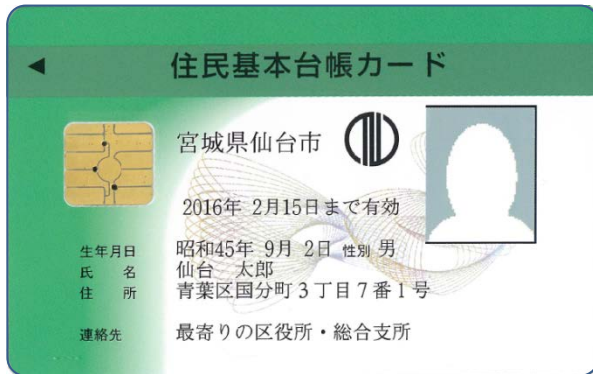 住民基本台帳カード
宮城県仙台市
2016年 2月15日まで有効
生年月日 昭和45年 9月 2日 性別 男
氏 名 仙台 太郎
住 所 青葉区国分町3丁目7番1号
連絡先 最寄りの区役所・総合支所